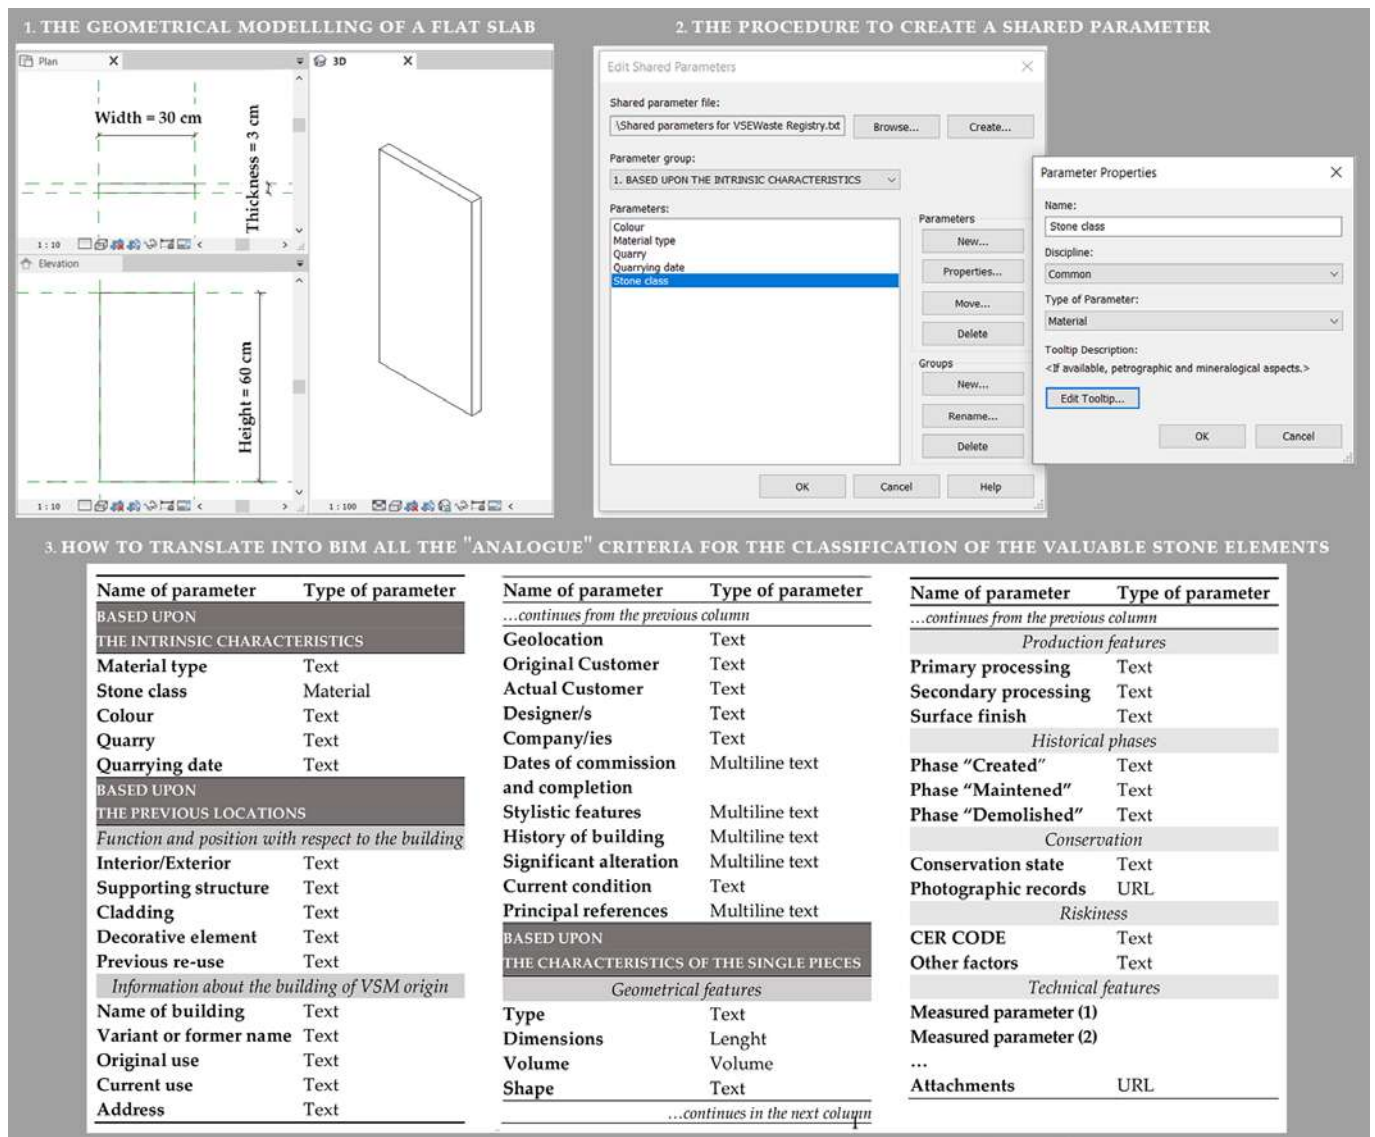 1. THE GEOMETRICAL MODELLLING OF A FLAT SLAB
Plan
3D
Width = 30 cm
Thickness = 3 cm
1 : 10
Elevation
Height = 60 cm
1 : 10
1 : 100
2. THE PROCEDURE TO CREATE A SHARED PARAMETER
Edit Shared Parameters
Shared parameter file:
\Shared parameters for VSEWaste Registry.txt
Browse...
Create...
Parameter group:
1. BASED UPON THE INTRINSIC CHARACTERISTICS
Parameters:
Colour
Material type
Quarry
Quarrying date
Stone class
Parameters
New...
Properties...
Move...
Delete
Groups
New...
Rename...
Delete
OK
Cancel
Help
Parameter Properties
Name:
Stone class
Discipline:
Common
Type of Parameter:
Material
Tooltip Description:
<If available, petrographic and mineralogical aspects.>
Edit Tooltip...
OK
Cancel
3. HOW TO TRANSLATE INTO BIM ALL THE "ANALOGUE" CRITERIA FOR THE CLASSIFICATION OF THE VALUABLE STONE ELEMENTS
Name of parameter Type of parameter
BASED UPON
THE INTRINSIC CHARACTERISTICS
Material type Text
Stone class Material
Colour Text
Quarry Text
Quarrying date Text
BASED UPON
THE PREVIOUS LOCATIONS
Function and position with respect to the building
Interior/Exterior Text
Supporting structure Text
Cladding Text
Decorative element Text
Previous re-use Text
Information about the building of VSM origin
Name of building Text
Variant or former name Text
Original use Text
Current use Text
Address Text
Name of parameter Type of parameter
...continues from the previous column
Geolocation Text
Original Customer Text
Actual Customer Text
Designer/s Text
Company/ies Text
Dates of commission Multiline text
and completion
Stylistic features Multiline text
History of building Multiline text
Significant alteration Multiline text
Current condition Text
Principal references Multiline text
BASED UPON
THE CHARACTERISTICS OF THE SINGLE PIECES
Geometrical features
Type Text
Dimensions Lenght
Volume Volume
Shape Text
...continues in the next column
1
Name of parameter Type of parameter
...continues from the previous column
Production features
Primary processing Text
Secondary processing Text
Surface finish Text
Historical phases
Phase “Created” Text
Phase “Maintened” Text
Phase “Demolished” Text
Conservation
Conservation state Text
Photographic records URL
Riskiness
CER CODE Text
Other factors Text
Technical features
Measured parameter (1)
Measured parameter (2)
...
Attachments URL